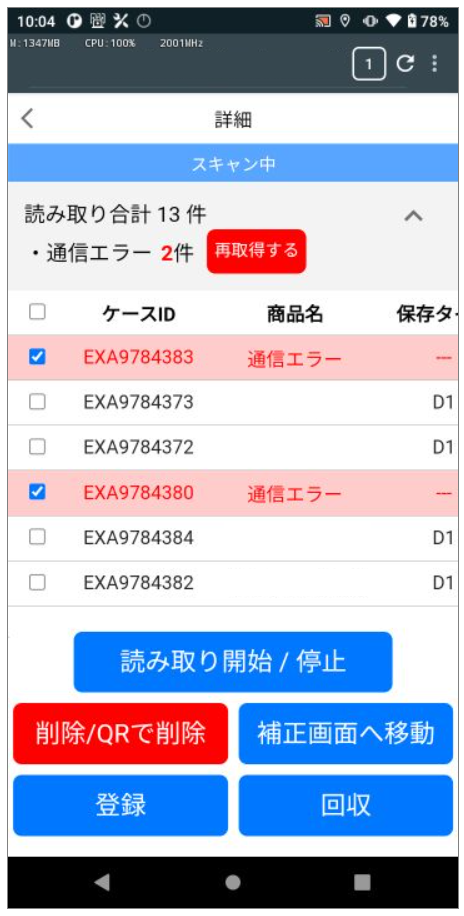 10:04 78%
M:1347MB CPU:100% 2001MHz
1
詳細
スキャン中
読み取り合計 13 件
・通信エラー 2件 再取得する
ケースID 商品名 保存タ
EXA9784383 通信エラー ---
EXA9784373 D1
EXA9784372 D1
EXA9784380 通信エラー ---
EXA9784384 D1
EXA9784382 D1
読み取り開始 / 停止
削除/QRで削除 補正画面へ移動
登録 回収